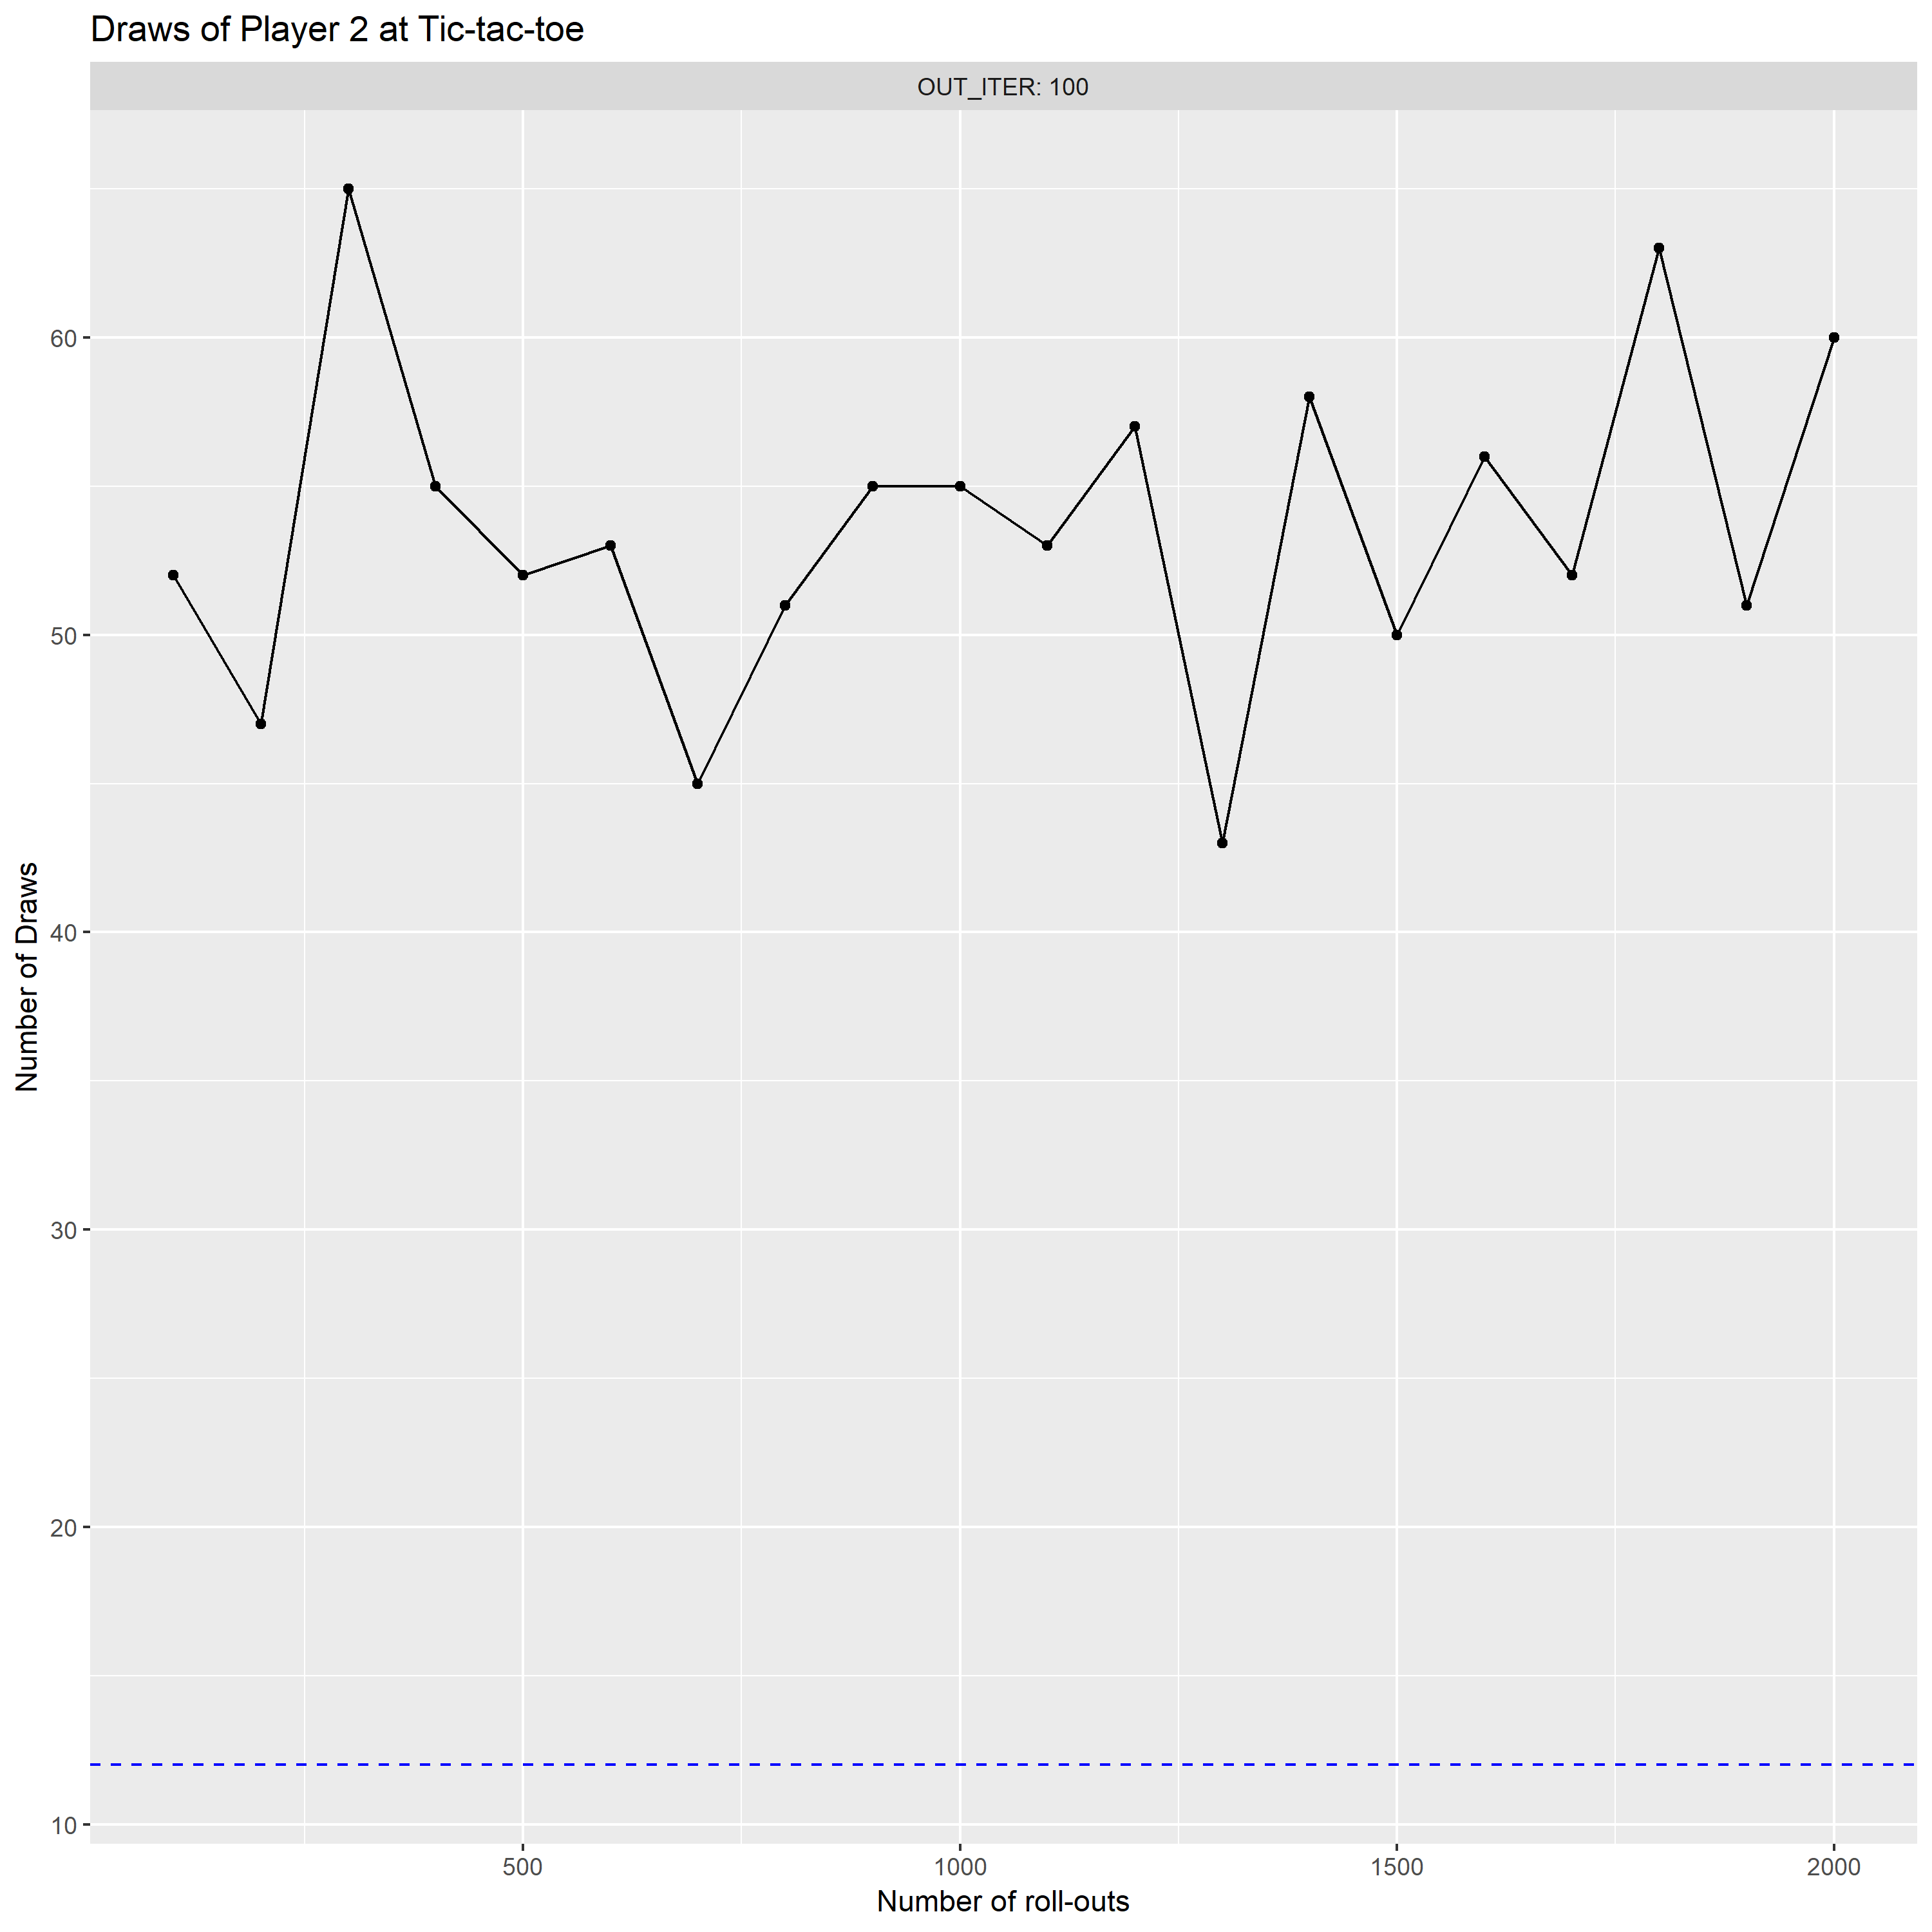 Draws of Player 2 at Tic-tac-toe
OUT_ITER: 100
Number of Draws
60
50
40
30
20
10
500
1000
1500
2000
Number of roll-outs